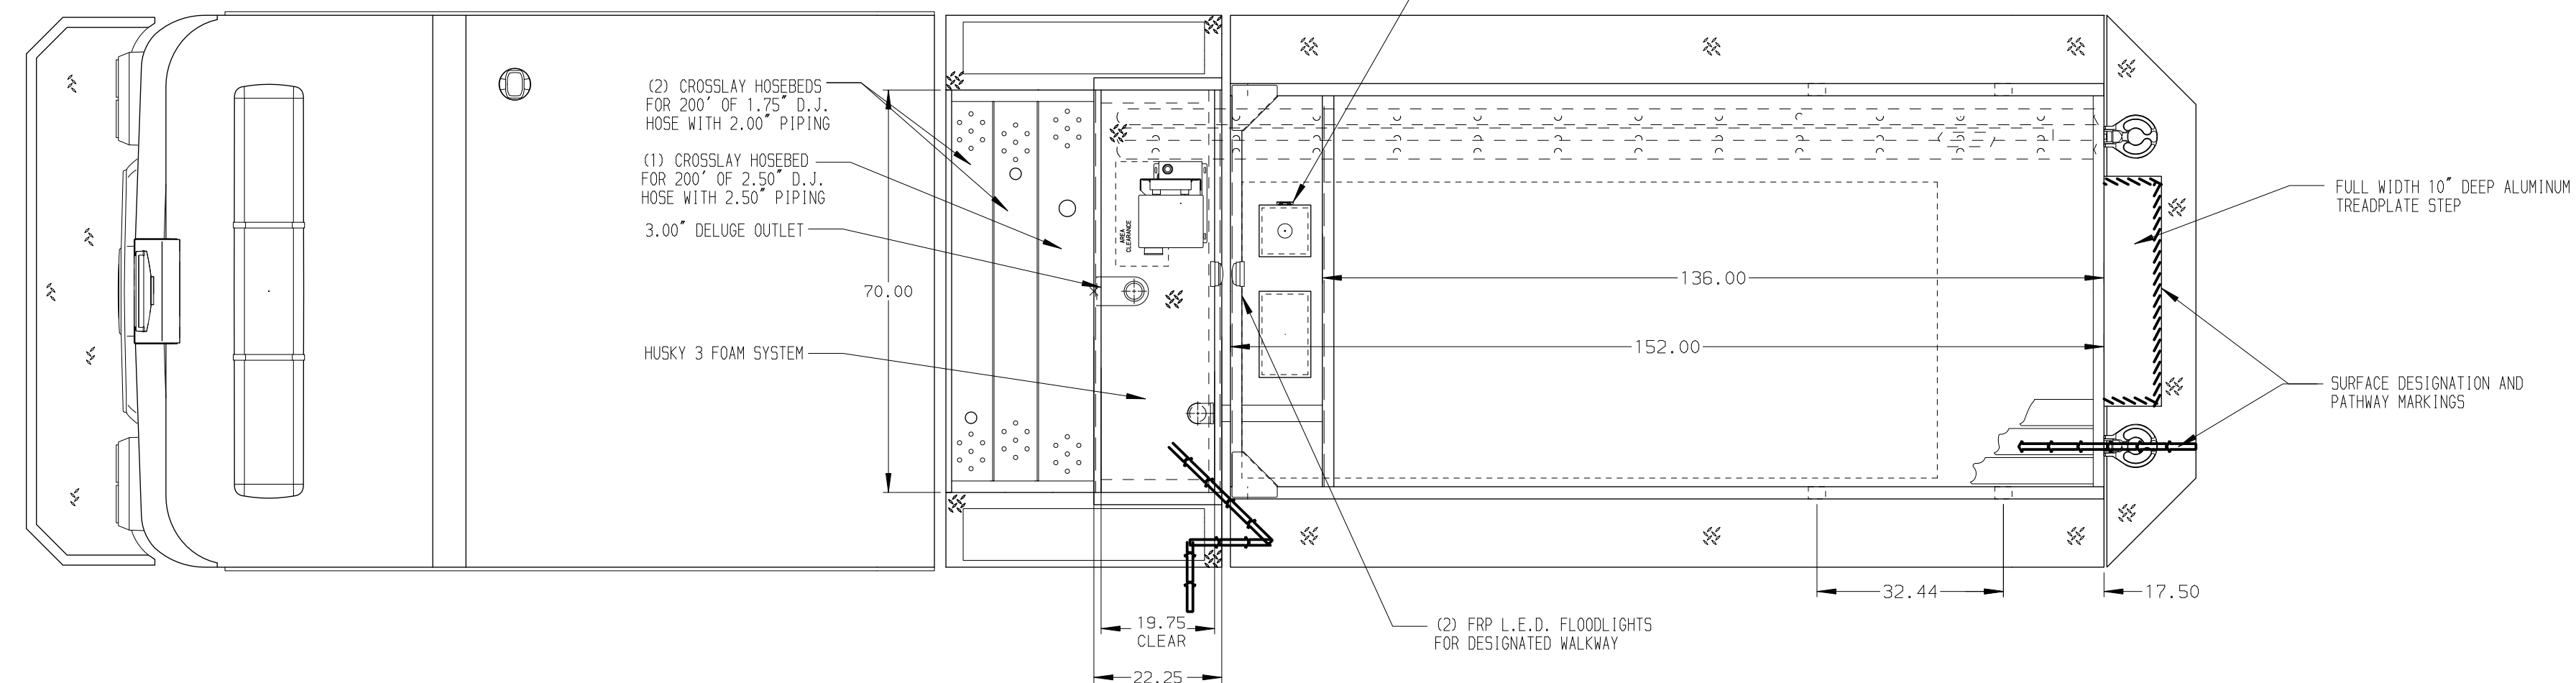 (2) CROSSLAY HOSEBEDS
FOR 200' OF 1.75" D.J.
HOSE WITH 2.00" PIPING
(1) CROSSLAY HOSEBED
FOR 200' OF 2.50" D.J.
HOSE WITH 2.50" PIPING
3.00" DELUGE OUTLET
70.00
HUSKY 3 FOAM SYSTEM
AREA
CLEARANCE
136.00
152.00
FULL WIDTH 10" DEEP ALUMINUM
TREADPLATE STEP
SURFACE DESIGNATION AND
PATHWAY MARKINGS
32.44
17.50
19.75
CLEAR
(2) FRP L.E.D. FLOODLIGHTS
FOR DESIGNATED WALKWAY
22.25